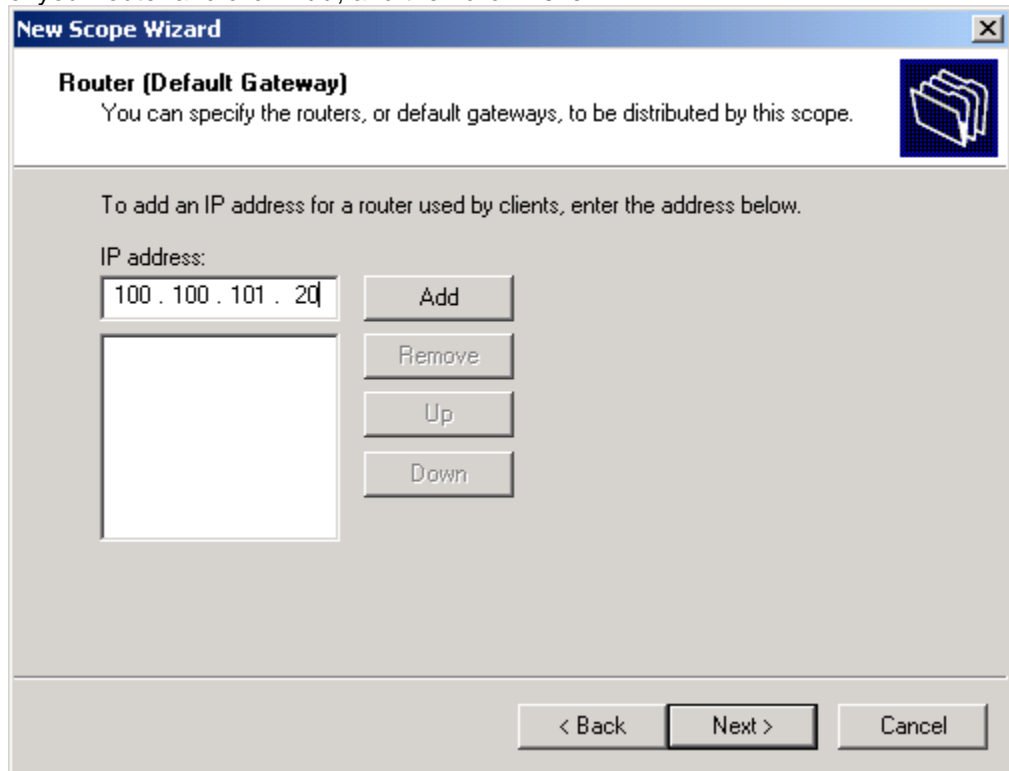 New Scope Wizard
Router (Default Gateway)
You can specify the routers, or default gateways, to be distributed by this scope.
To add an IP address for a router used by clients, enter the address below.
IP address:
100 . 100 . 101 . 20
Add
Remove
Up
Down
< Back
Next >
Cancel